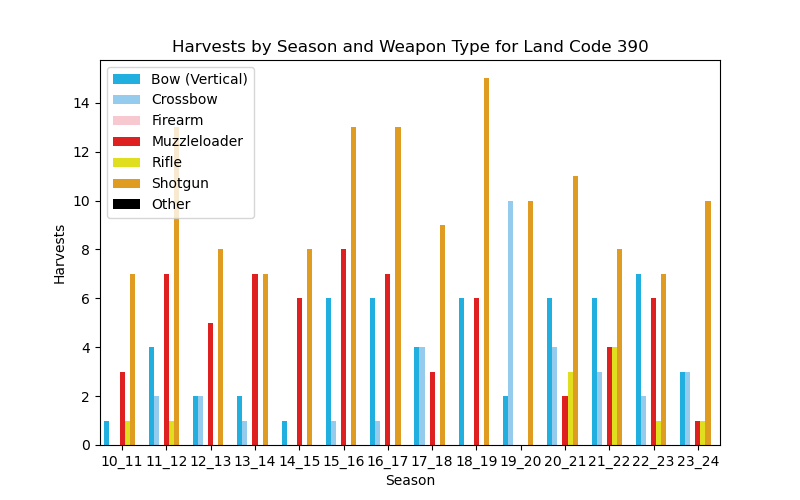 Harvests by Season and Weapon Type for Land Code 390
Bow (Vertical)
Crossbow
Firearm
Muzzleloader
Rifle
Shotgun
Other
Harvests
14
12
10
8
6
4
2
0
10_11 11_12 12_13 13_14 14_15 15_16 16_17 17_18 18_19 19_20 20_21 21_22 22_23 23_24
Season